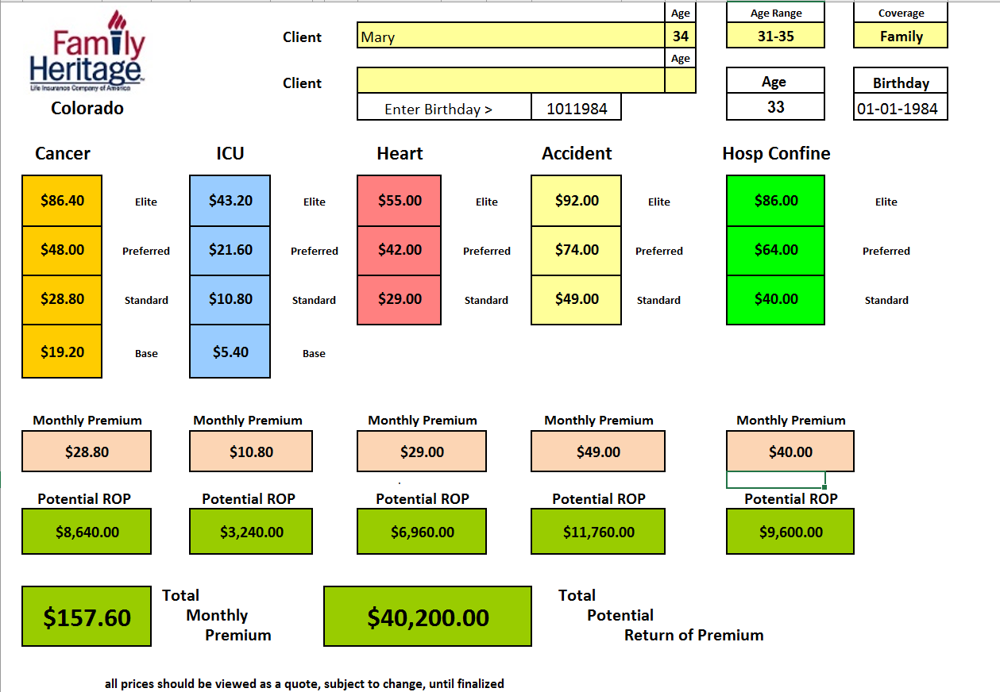 Age
Age Range
Coverage
Family
Heritage
Client
Mary
34
31-35
Family
Age
Life Insurance Company of America
Client
Age
Birthday
Colorado
Enter Birthday >
1011984
33
01-01-1984
Cancer
ICU
Heart
Accident
Hosp Confine
$86.40 Elite $43.20 Elite $55.00 Elite $92.00 Elite $86.00 Elite
$48.00 Preferred $21.60 Preferred $42.00 Preferred $74.00 Preferred $64.00 Preferred
$28.80 Standard $10.80 Standard $29.00 Standard $49.00 Standard $40.00 Standard
$19.20 Base $5.40 Base
Monthly Premium Monthly Premium Monthly Premium Monthly Premium Monthly Premium
$28.80 $10.80 $29.00 $49.00 $40.00
Potential ROP Potential ROP Potential ROP Potential ROP Potential ROP
$8,640.00 $3,240.00 $6,960.00 $11,760.00 $9,600.00
$157.60
Total
Monthly
Premium
$40,200.00
Total
Potential
Return of Premium
all prices should be viewed as a quote, subject to change, until finalized